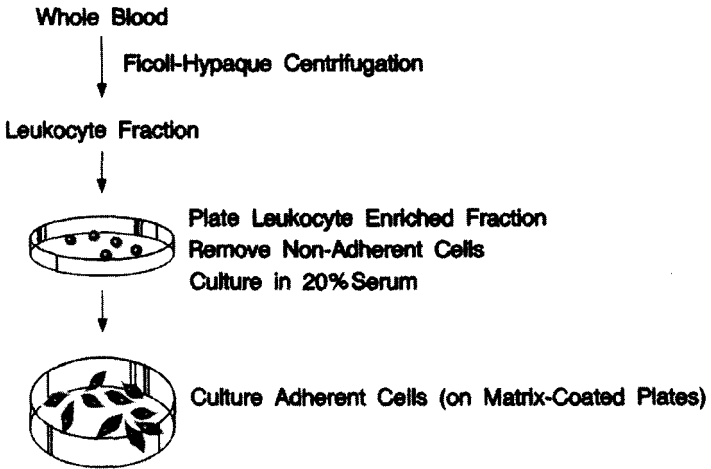 Whole Blood
Ficoll-Hypaque Centrifugation
Leukocyte Fraction
Plate Leukocyte Enriched Fraction
Remove Non-Adherent Cells
Culture in 20% Serum
Culture Adherent Cells (on Matrix-Coated Plates)